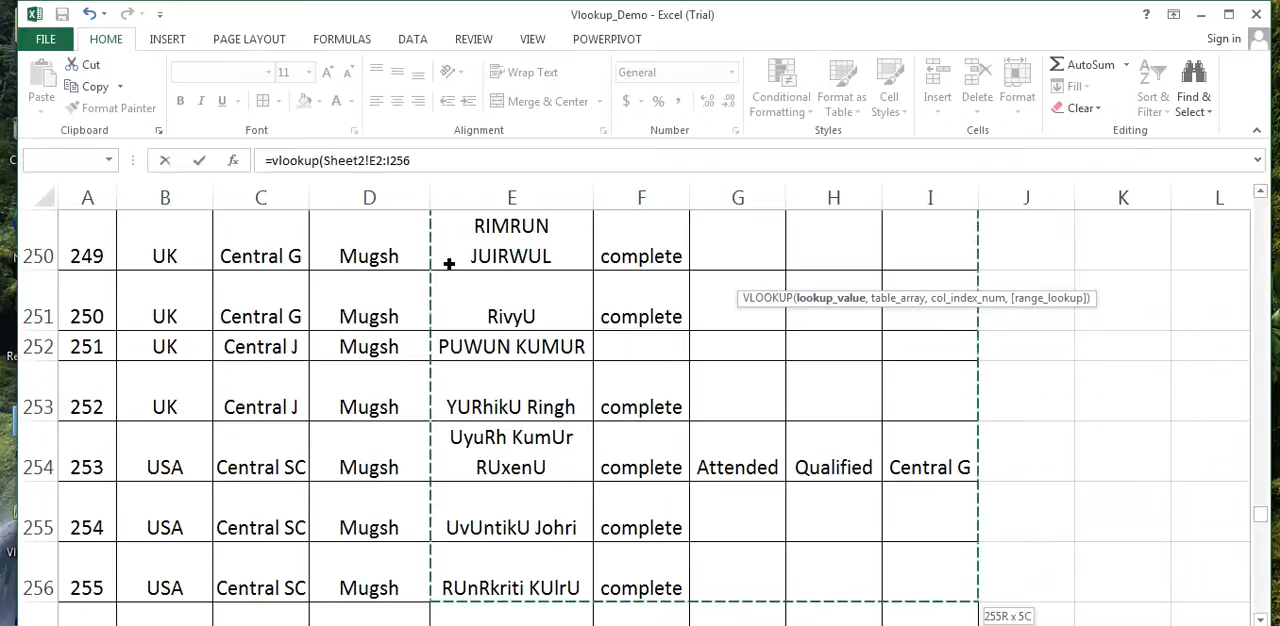 Vlookup_Demo - Excel (Trial)
FILE HOME INSERT PAGE LAYOUT FORMULAS DATA REVIEW VIEW POWERPIVOT Sign in
Paste Cut Copy Format Painter Clipboard
11 B I U A A A Font
Wrap Text Merge & Center Alignment
General $ % , Number
Conditional Formatting Format as Table Cell Styles Styles
Insert Delete Format Cells
AutoSum Fill Clear Sort & Filter Find & Select Editing
fx =vlookup(Sheet2!E2:I256
A B C D E F G H I J K L
RIMRUN
250 249 UK Central G Mugsh JUIRWUL complete
VLOOKUP(lookup_value, table_array, col_index_num, [range_lookup])
251 250 UK Central G Mugsh RivyU complete
252 251 UK Central J Mugsh PUWUN KUMUR
253 252 UK Central J Mugsh YURhikU Ringh complete
UyuRh KumUr
254 253 USA Central SC Mugsh RUxenU complete Attended Qualified Central G
255 254 USA Central SC Mugsh UvUntikU Johri complete
256 255 USA Central SC Mugsh RUnRkriti KUlrU complete
255R x 5C